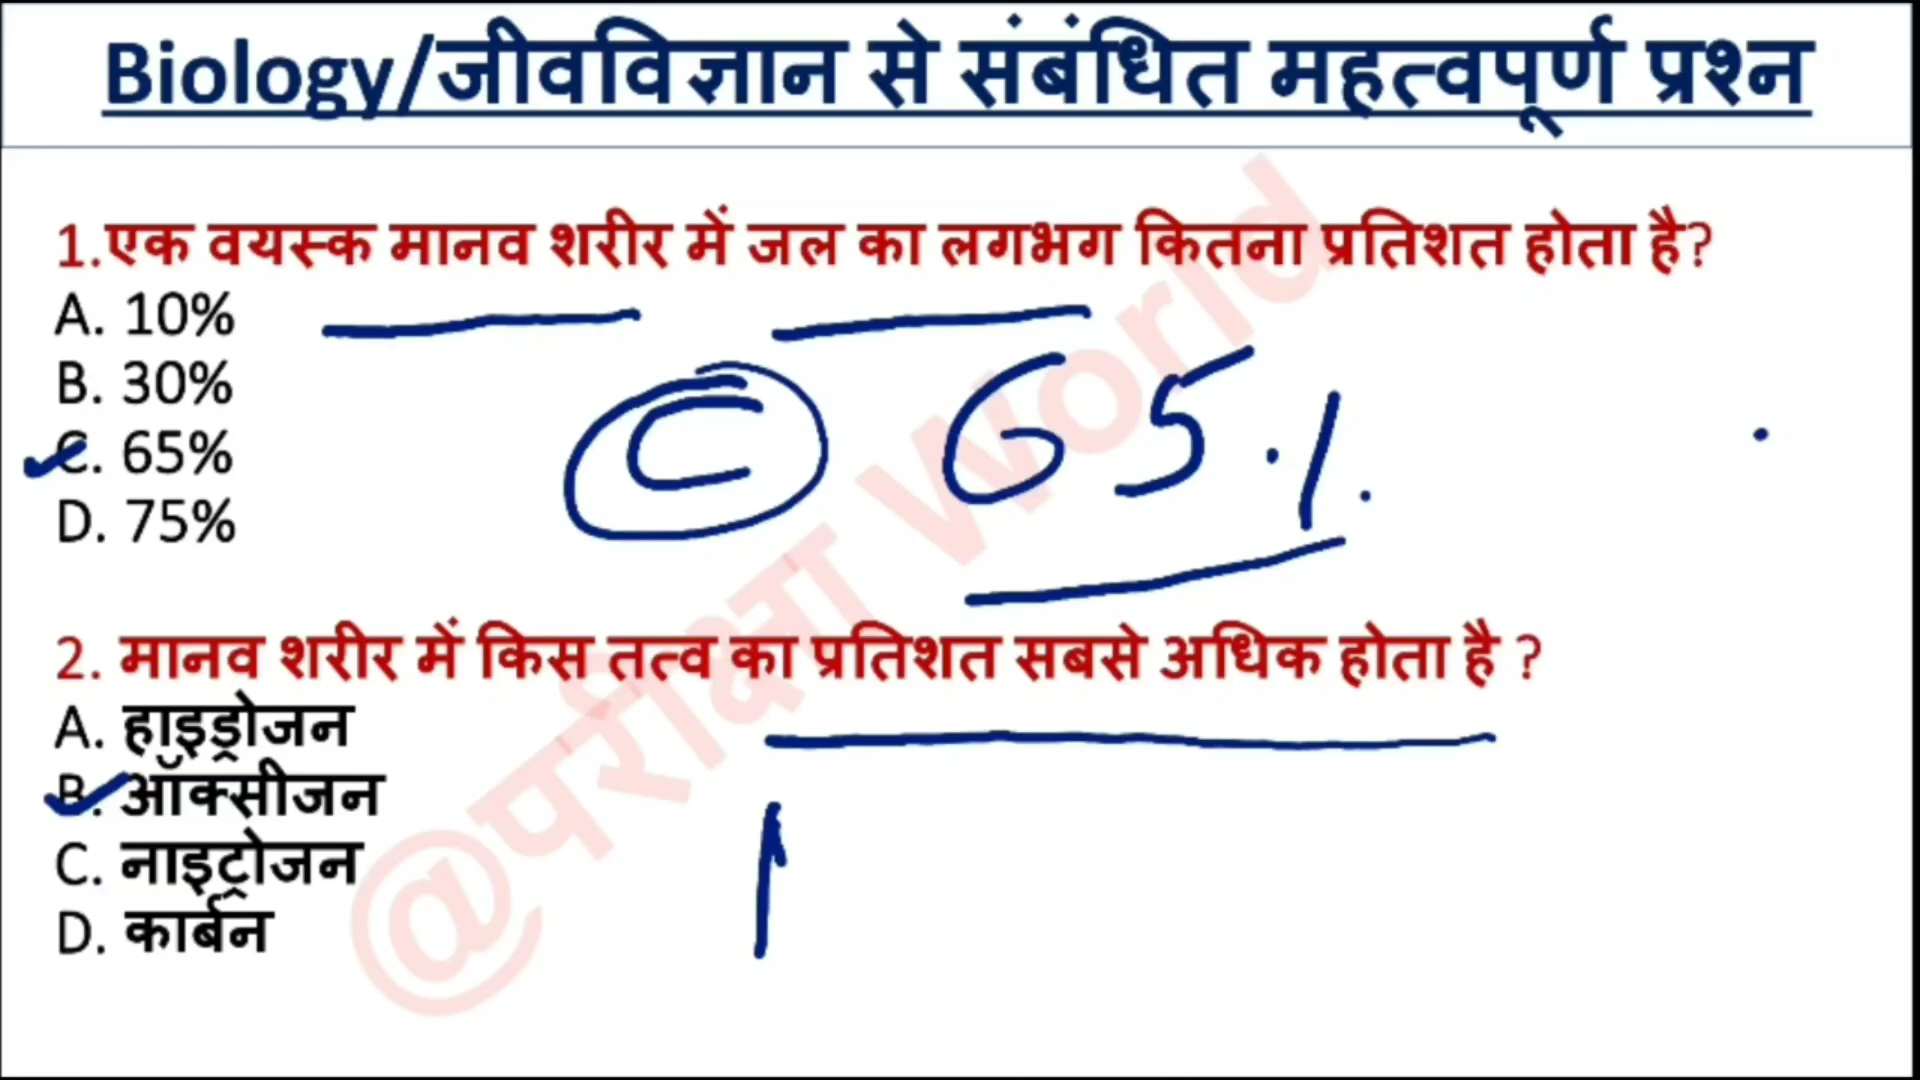 Biology/जीवविज्ञान से संबंधित महत्वपूर्ण प्रश्न
1.एक वयस्क मानव शरीर में जल का लगभग कितना प्रतिशत होता है?
A. 10%
B. 30%
C. 65%
D. 75%
C 65%
2. मानव शरीर में किस तत्व का प्रतिशत सबसे अधिक होता है ?
A. हाइड्रोजन
B. ऑक्सीजन
C. नाइट्रोजन
D. कार्बन
@परीक्षा World